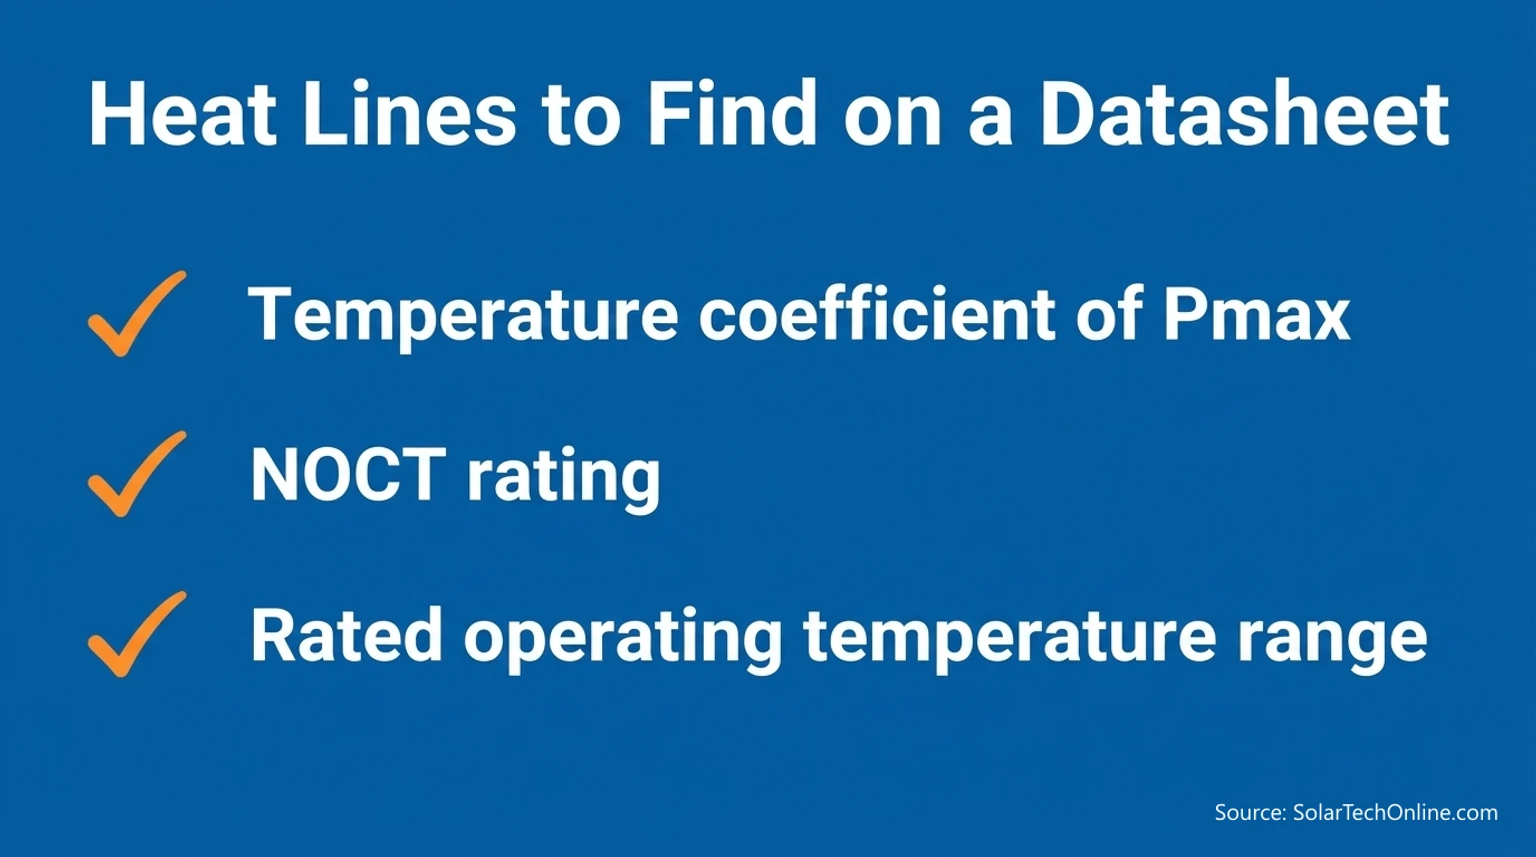 Heat Lines to Find on a Datasheet
Temperature coefficient of Pmax
NOCT rating
Rated operating temperature range
Source: SolarTechOnline.com